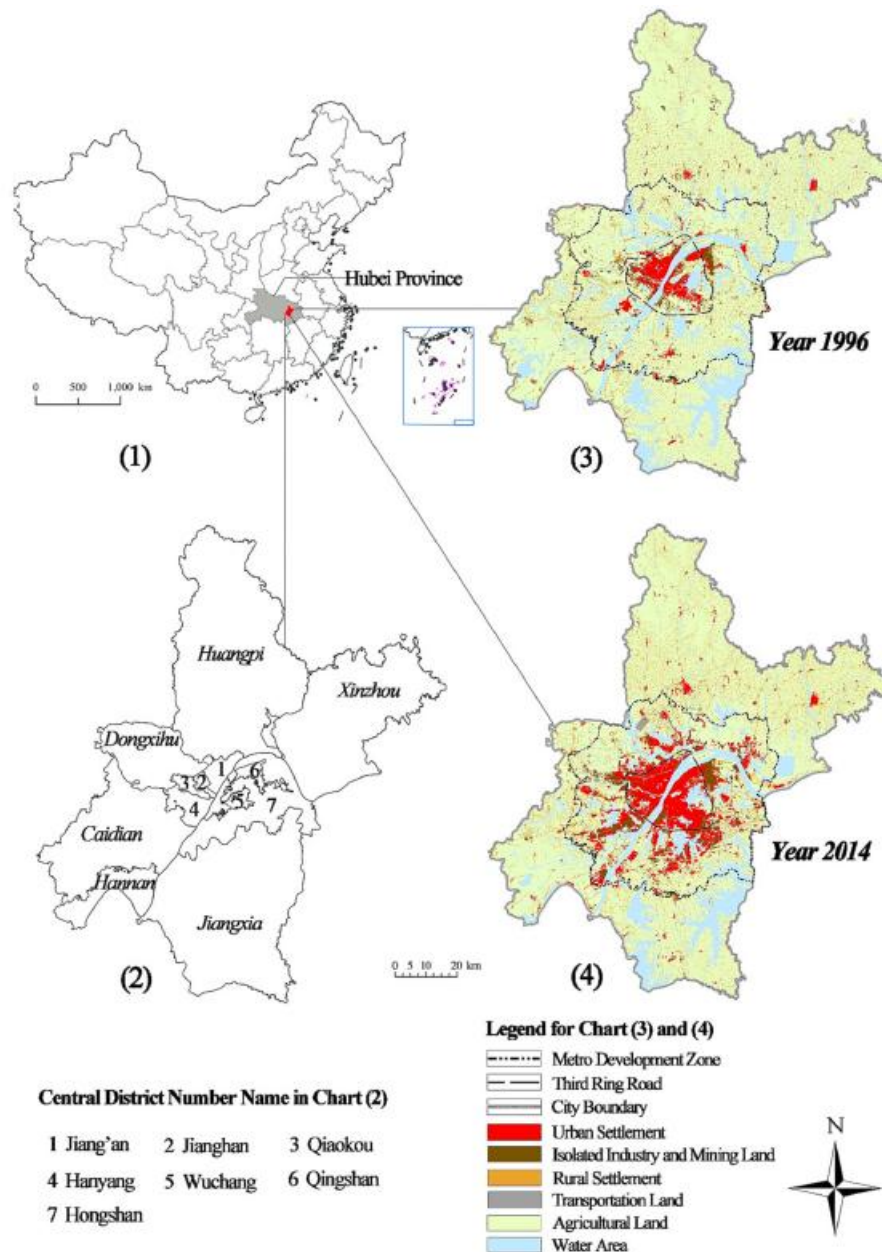 Hubei Province
0 500 1,000 km
(1)
Year 1996
(3)
Huangpi
Xinzhou
Dongxihu
1
6
3 2
5
4 7
Caidian
Hannan
Jiangxia
(2)
0 5 10 20 km
Year 2014
(4)
Legend for Chart (3) and (4)
Metro Development Zone
Third Ring Road
City Boundary
Urban Settlement
Isolated Industry and Mining Land
Rural Settlement
Transportation Land
Agricultural Land
Water Area
Central District Number Name in Chart (2)
1 Jiang'an 2 Jianghan 3 Qiaokou
4 Hanyang 5 Wuchang 6 Qingshan
7 Hongshan
N